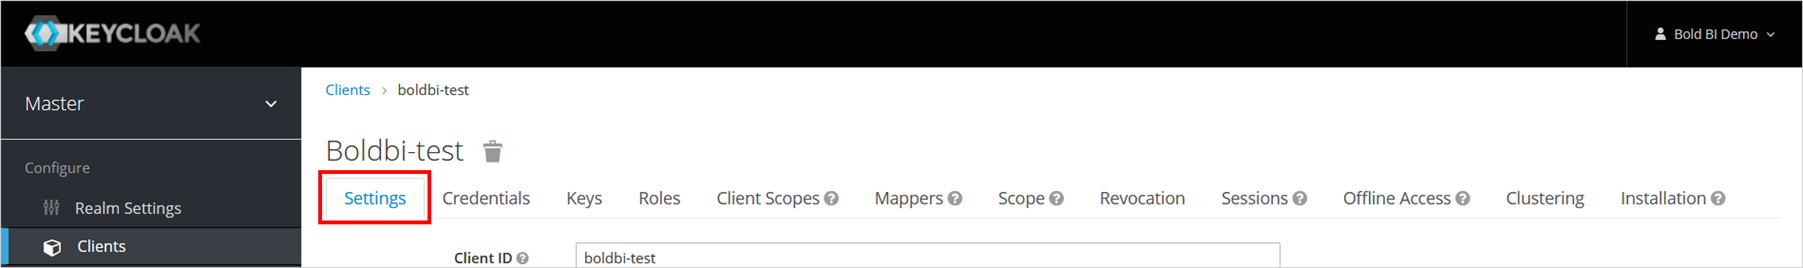 KEYCLOAK
Bold BI Demo
Master
Clients > boldbi-test
Boldbi-test
Configure
Settings Credentials Keys Roles Client Scopes ? Mappers ? Scope ? Revocation Sessions ? Offline Access ? Clustering Installation ?
Realm Settings
Clients
Client ID ? boldbi-test